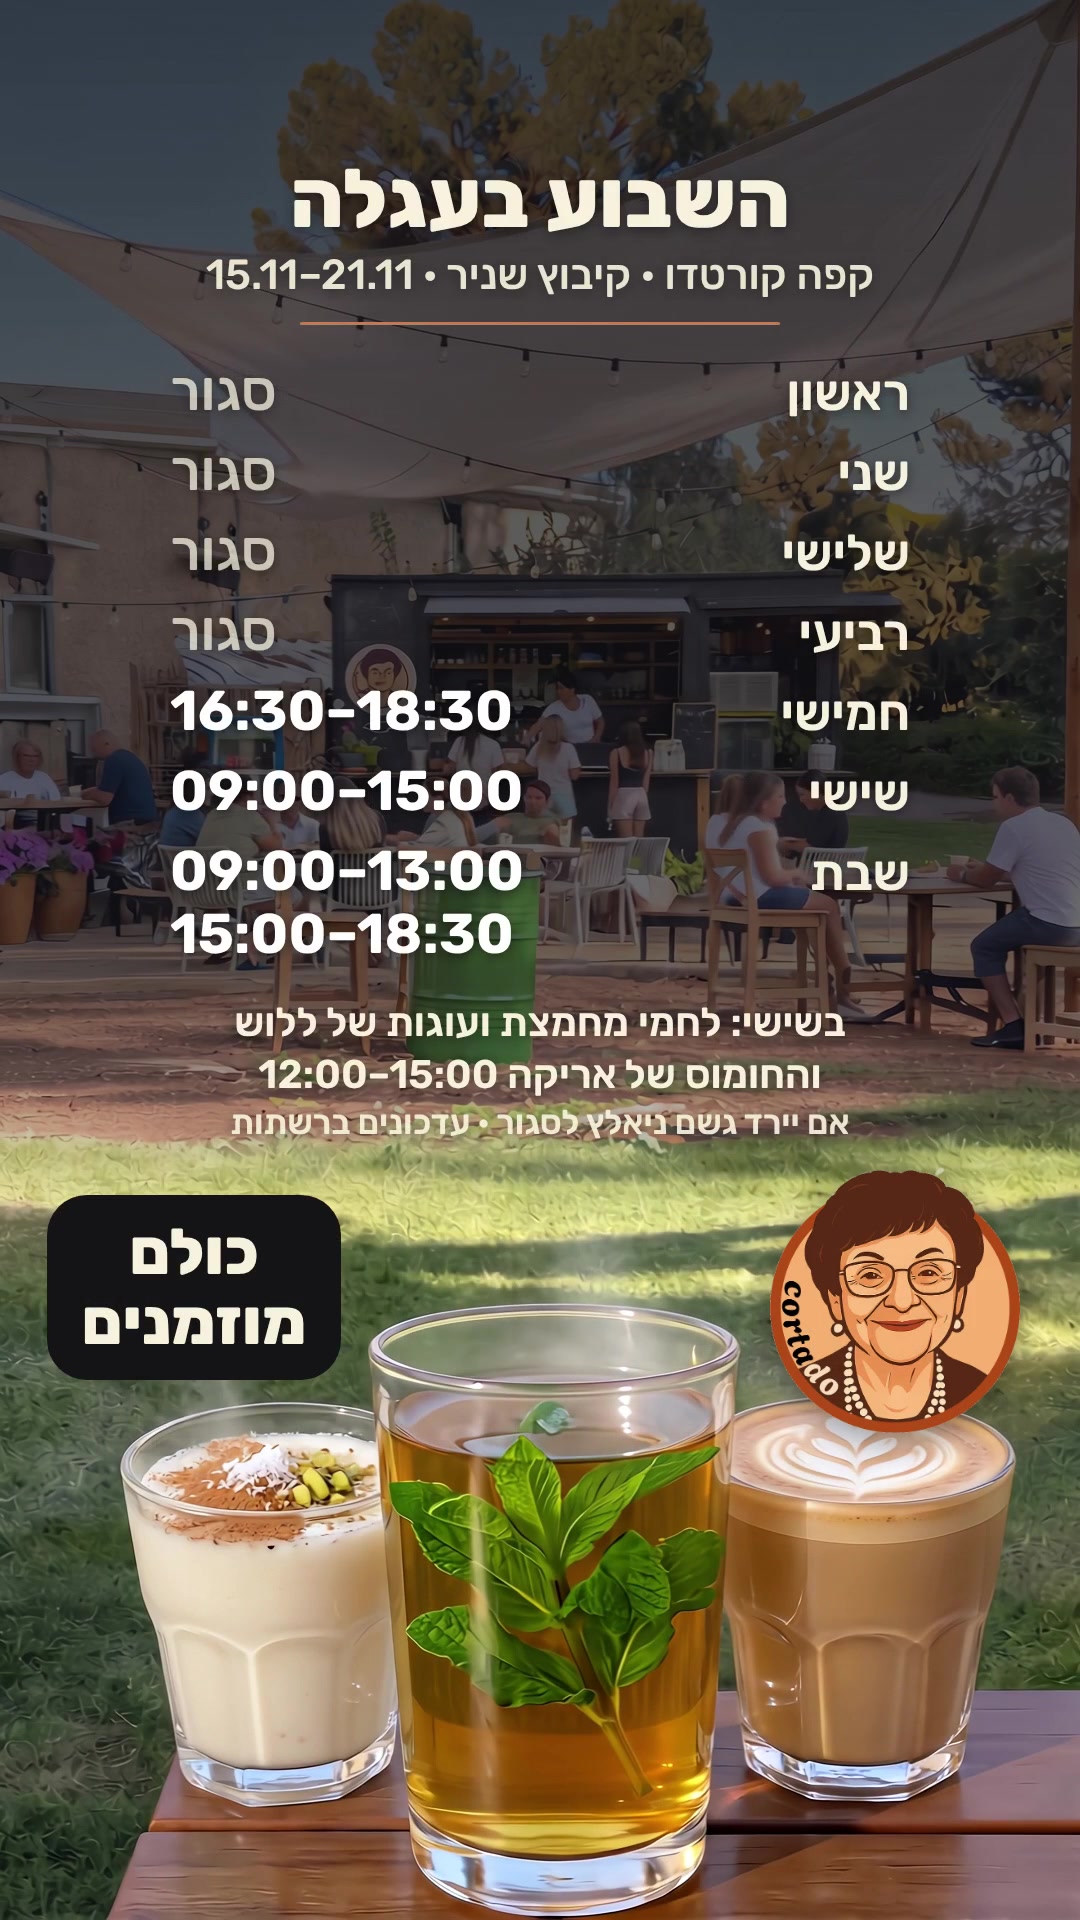 השבוע בעגלה
קפה קורטדו • קיבוץ שניר • 15.11–21.11
ראשון סגור
שני סגור
שלישי סגור
רביעי סגור
חמישי 16:30–18:30
שישי 09:00–15:00
שבת 09:00–13:00
15:00–18:30
בשישי: לחמי מחמצת ועוגות של ללוש
והחומוס של אריקה 12:00–15:00
אם יירד גשם ניאלץ לסגור • עדכונים ברשתות
כולם
מוזמנים
cortado